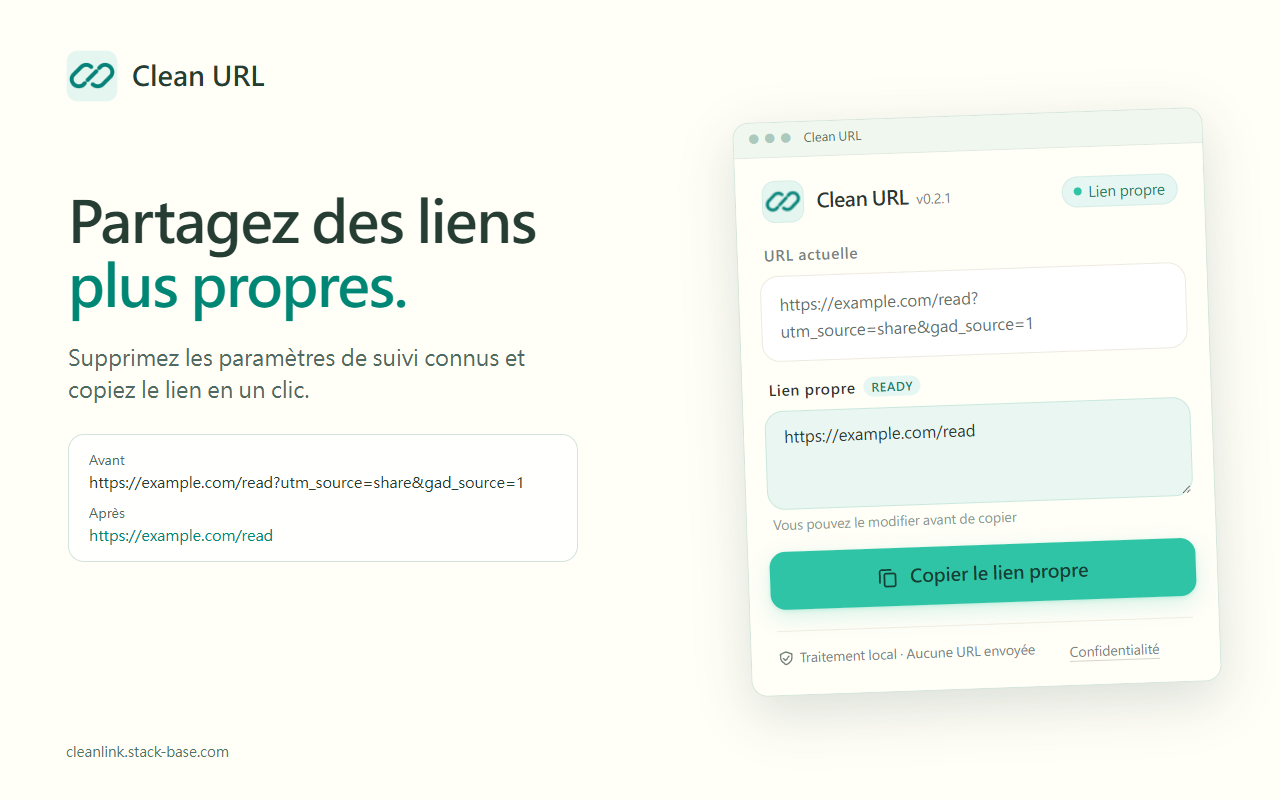 Clean URL
Partagez des liens
plus propres.
Supprimez les paramètres de suivi connus et
copiez le lien en un clic.
Avant
https://example.com/read?utm_source=share&gad_source=1
Après
https://example.com/read
cleanlink.stack-base.com
Clean URL
Clean URL v0.2.1
Lien propre
URL actuelle
https://example.com/read?
utm_source=share&gad_source=1
Lien propre READY
https://example.com/read
Vous pouvez le modifier avant de copier
Copier le lien propre
Traitement local · Aucune URL envoyée
Confidentialité